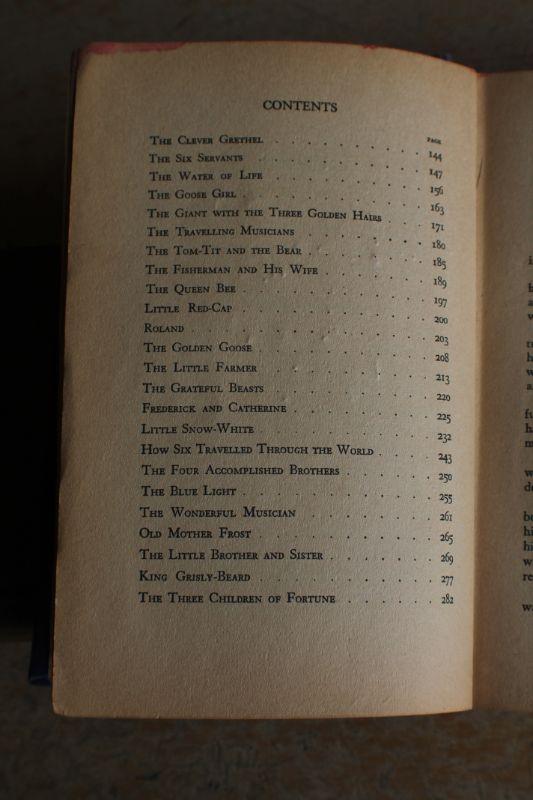 CONTENTS
PAGE
The Clever Grethel . . . . . . . . 144
The Six Servants . . . . . . . . 147
The Water of Life . . . . . . . . 156
The Goose Girl . . . . . . . . . 163
The Giant with the Three Golden Hairs . . 171
The Travelling Musicians . . . . . . 180
The Tom-Tit and the Bear . . . . . . 185
The Fisherman and His Wife . . . . . 189
The Queen Bee . . . . . . . . . 197
Little Red-Cap . . . . . . . . . 200
Roland . . . . . . . . . . . 203
The Golden Goose . . . . . . . . 208
The Little Farmer . . . . . . . . 213
The Grateful Beasts . . . . . . . . 220
Frederick and Catherine . . . . . . . 225
Little Snow-White . . . . . . . . 232
How Six Travelled Through the World . . . 243
The Four Accomplished Brothers . . . . . 250
The Blue Light . . . . . . . . . 255
The Wonderful Musician . . . . . . 261
Old Mother Frost . . . . . . . . 265
The Little Brother and Sister . . . . . 269
King Grisly-Beard . . . . . . . . 277
The Three Children of Fortune . . . . . 282